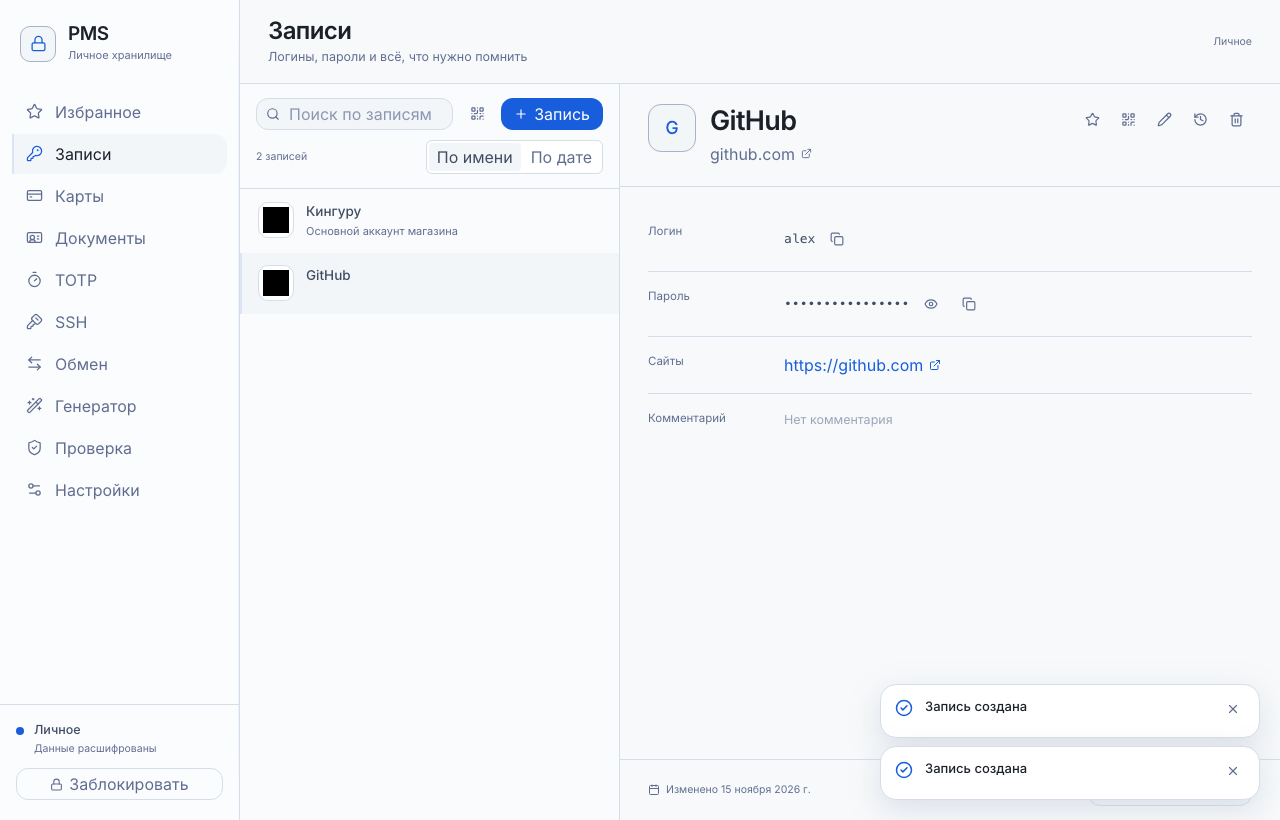 PMS
Личное хранилище
Избранное
Записи
Карты
Документы
TOTP
SSH
Обмен
Генератор
Проверка
Настройки
Личное
Данные расшифрованы
Заблокировать
Записи
Логины, пароли и всё, что нужно помнить
Личное
Поиск по записям
Запись
2 записей
По имени
По дате
Кингуру
Основной аккаунт магазина
GitHub
G
GitHub
github.com
Логин
alex
Пароль
••••••••••••••••
Сайты
https://github.com
Комментарий
Нет комментария
Запись создана
Запись создана
Изменено 15 ноября 2026 г.